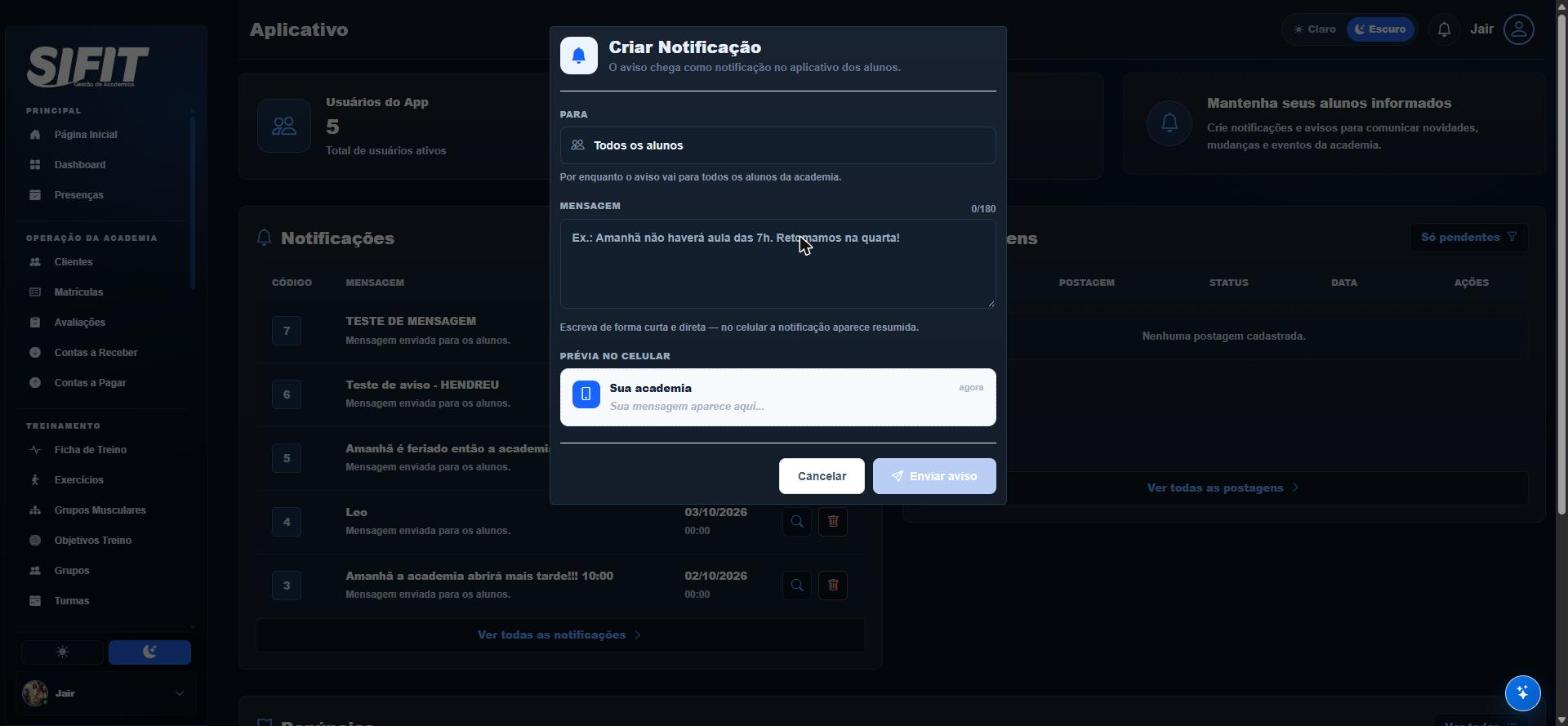 SIFIT
Gestão de Academias
PRINCIPAL
Página Inicial
Dashboard
Presenças
OPERAÇÃO DA ACADEMIA
Clientes
Matrículas
Avaliações
Contas a Receber
Contas a Pagar
TREINAMENTO
Ficha de Treino
Exercícios
Grupos Musculares
Objetivos Treino
Grupos
Turmas
Jair
Aplicativo
Claro
Escuro
Jair
Usuários do App
5
Total de usuários ativos
Mantenha seus alunos informados
Crie notificações e avisos para comunicar novidades,
mudanças e eventos da academia.
Notificações
CÓDIGO MENSAGEM
7 TESTE DE MENSAGEM
Mensagem enviada para os alunos.
6 Teste de aviso - HENDREU
Mensagem enviada para os alunos.
5 Amanhã é feriado então a academi
Mensagem enviada para os alunos.
4 Leo 03/10/2026
Mensagem enviada para os alunos. 00:00
3 Amanhã a academia abrirá mais tarde!!! 10:00 02/10/2026
Mensagem enviada para os alunos. 00:00
Ver todas as notificações
ens
Só pendentes
POSTAGEM STATUS DATA AÇÕES
Nenhuma postagem cadastrada.
Ver todas as postagens
Criar Notificação
O aviso chega como notificação no aplicativo dos alunos.
PARA
Todos os alunos
Por enquanto o aviso vai para todos os alunos da academia.
MENSAGEM 0/180
Ex.: Amanhã não haverá aula das 7h. Retomamos na quarta!
Escreva de forma curta e direta — no celular a notificação aparece resumida.
PRÉVIA NO CELULAR
Sua academia agora
Sua mensagem aparece aqui...
Cancelar
Enviar aviso